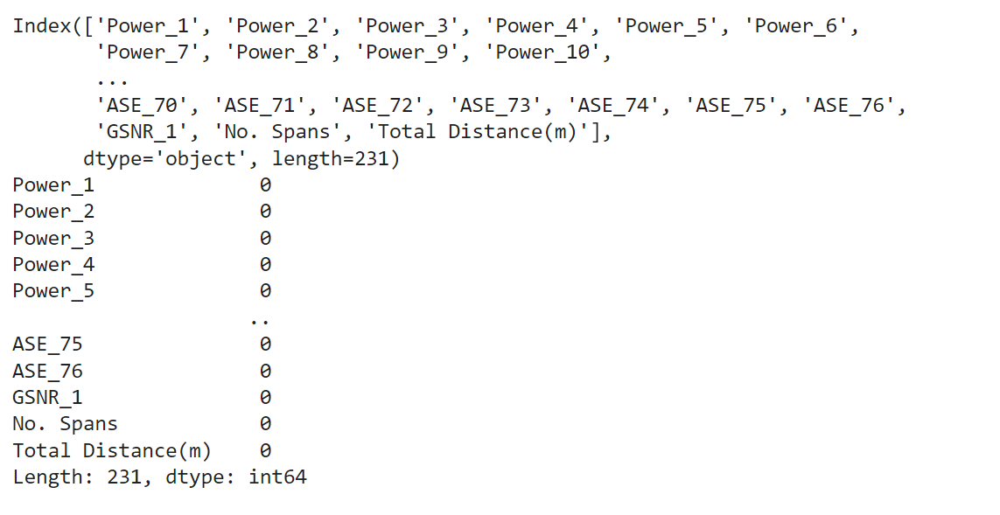 Index(['Power_1', 'Power_2', 'Power_3', 'Power_4', 'Power_5', 'Power_6',
       'Power_7', 'Power_8', 'Power_9', 'Power_10',
       ...
       'ASE_70', 'ASE_71', 'ASE_72', 'ASE_73', 'ASE_74', 'ASE_75', 'ASE_76',
       'GSNR_1', 'No. Spans', 'Total Distance(m)'],
      dtype='object', length=231)
Power_1              0
Power_2              0
Power_3              0
Power_4              0
Power_5              0
                    ..
ASE_75               0
ASE_76               0
GSNR_1               0
No. Spans            0
Total Distance(m)    0
Length: 231, dtype: int64